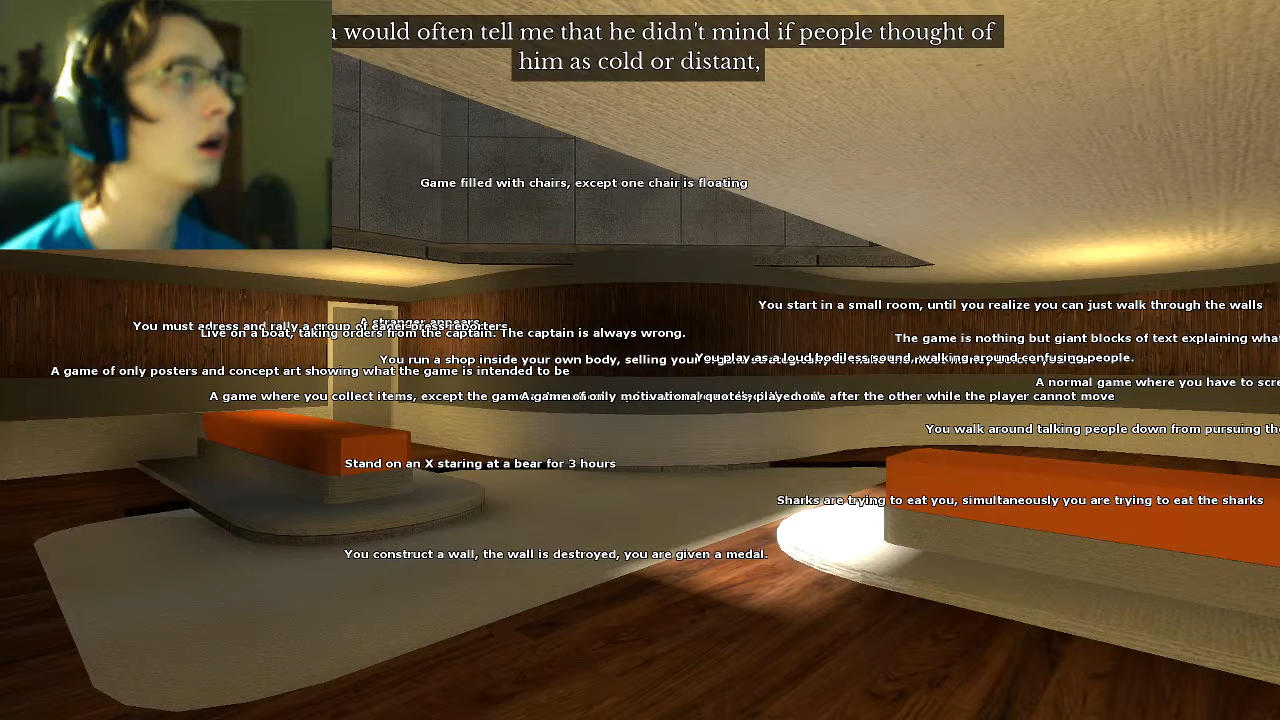 would often tell me that he didn't mind if people thought of
him as cold or distant,
Game filled with chairs, except one chair is floating
You start in a small room, until you realize you can just walk through the walls
A stranger appears
You must adress and rally a group of press reporters
Live on a boat, taking orders from the captain. The captain is always wrong.
The game is nothing but giant blocks of text explaining
You run a shop inside your own body, selling your
You play as a loud bodiless sound, walking around confusing people.
A game of only posters and concept art showing what the game is intended to be
A normal game where you have to
A game where you collect items, except the game
A game of only motivational quotes, played one after the other while the player cannot move
You walk around talking people down from pursuing
Stand on an X staring at a bear for 3 hours
Sharks are trying to eat you, simultaneously you are trying to eat the sharks
You construct a wall, the wall is destroyed, you are given a medal.